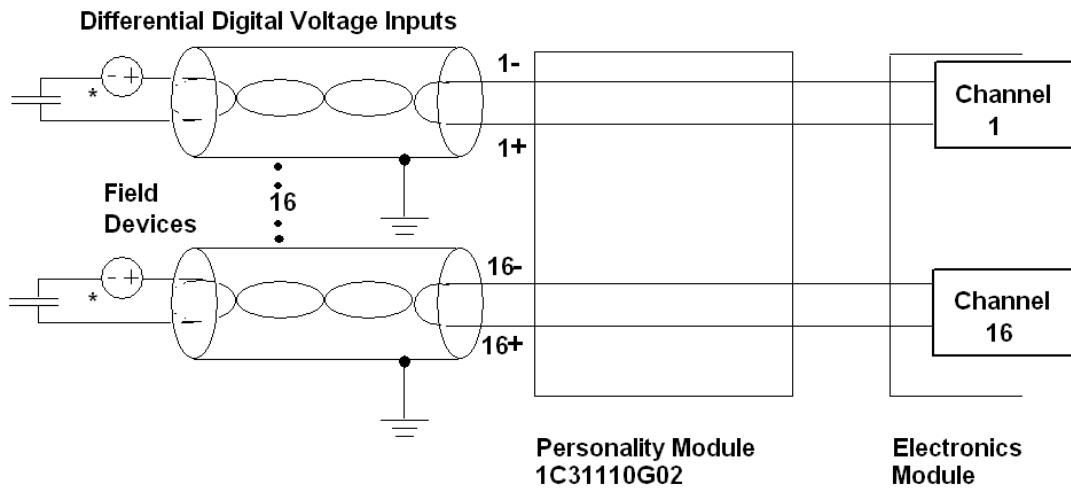 Differential Digital Voltage Inputs
- +
*
1-
1+
Channel
1
Field
Devices
16
- +
*
16-
16+
Channel
16
Personality Module
1C31110G02
Electronics
Module